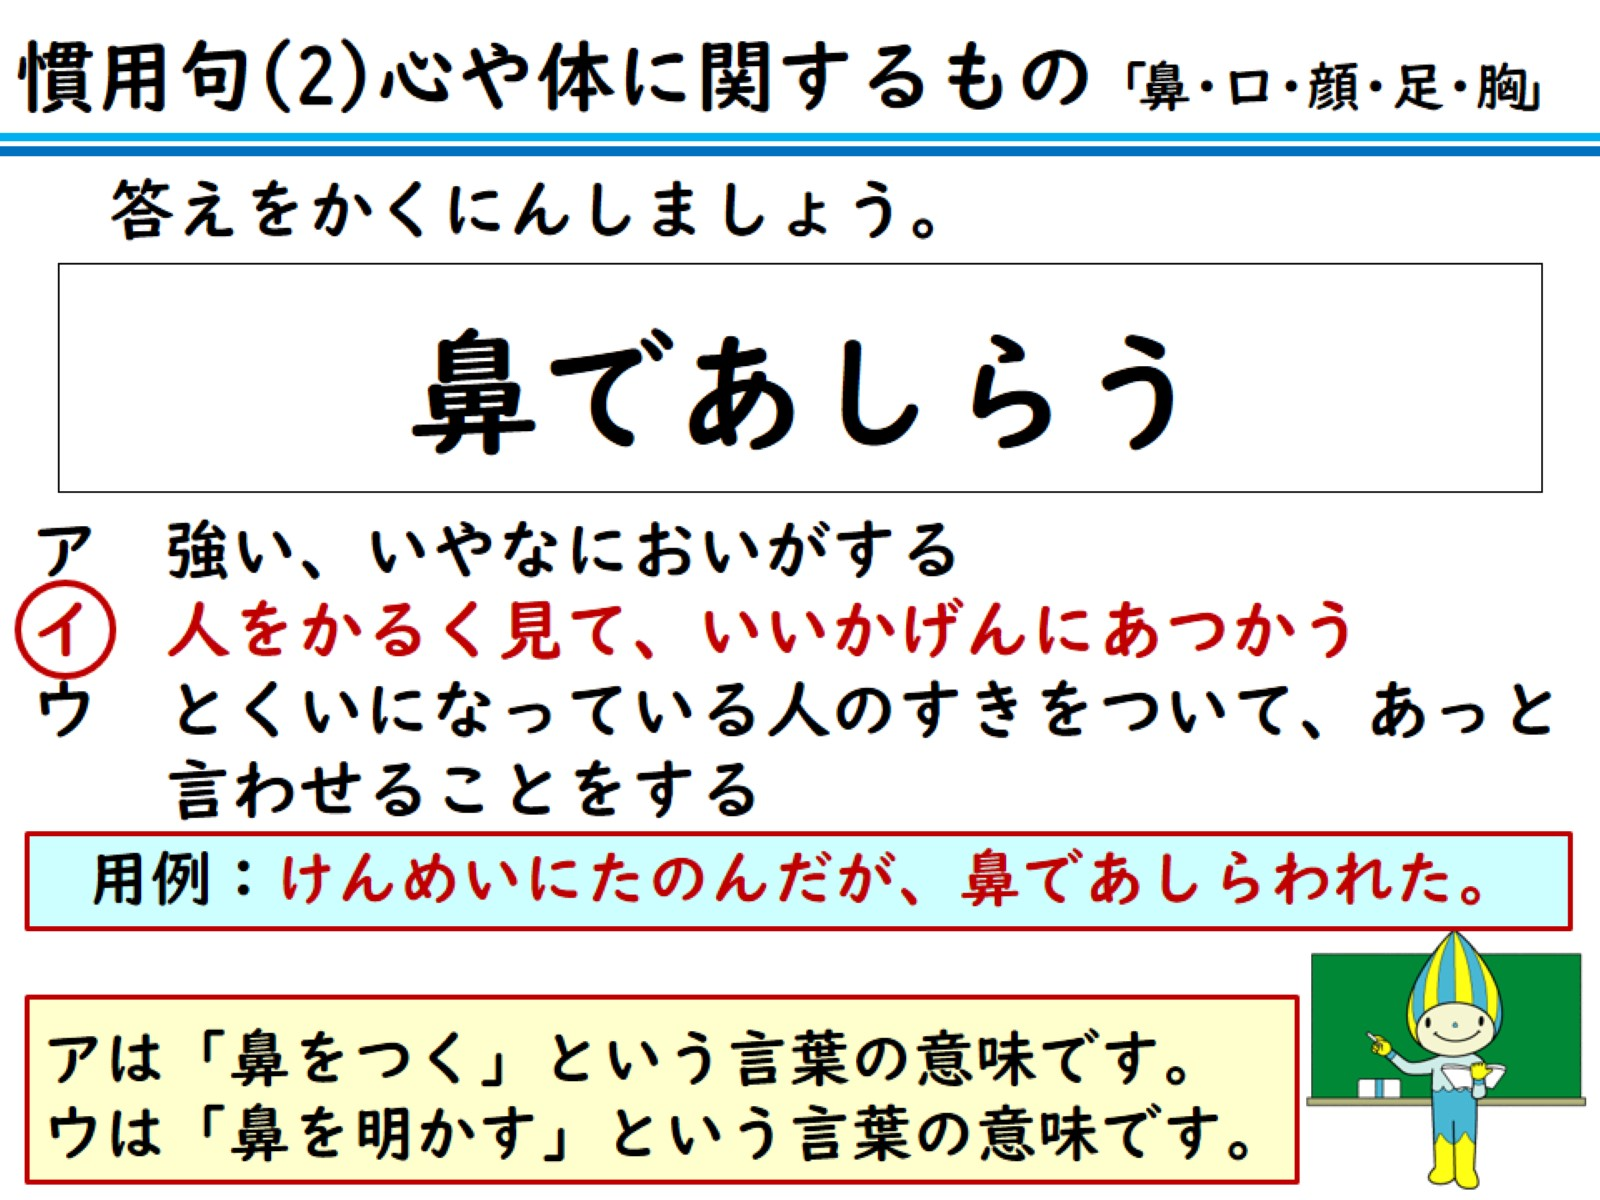 慣用句(2)心や体に関するもの「鼻・口・顔・足・胸」
答えをかくにんしましょう。
鼻であしらう
ア　強い、いやなにおいがする
イ　人をかるく見て、いいかげんにあつかう
ウ　とくいになっている人のすきをついて、あっと
言わせることをする
用例：けんめいにたのんだが、鼻であしらわれた。
アは「鼻をつく」という言葉の意味です。
ウは「鼻を明かす」という言葉の意味です。